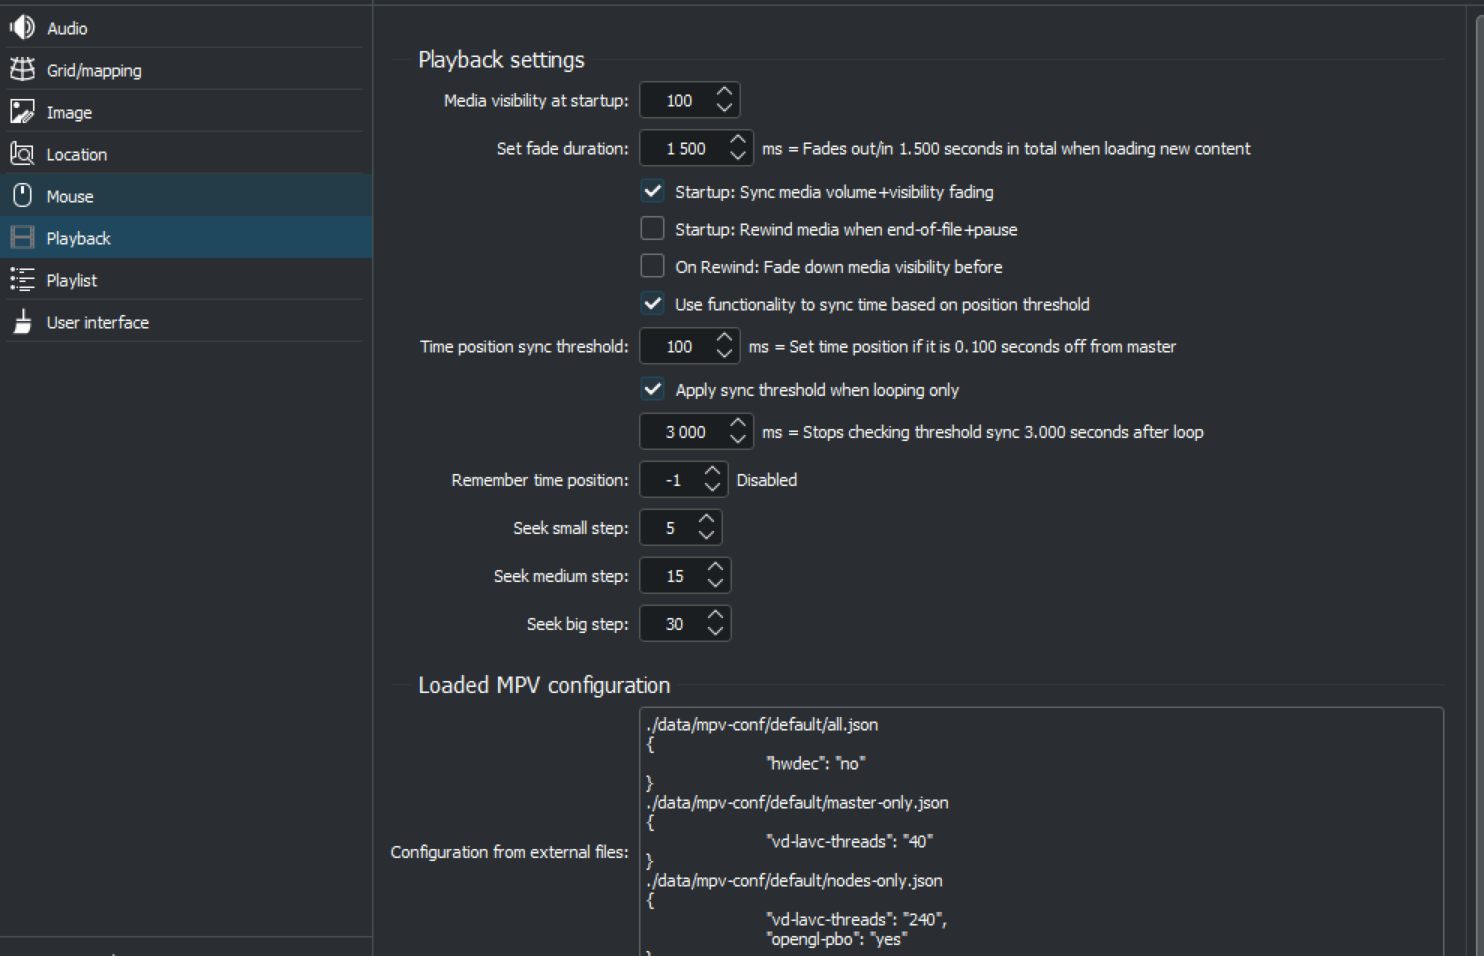 Audio
Grid/mapping
Image
Location
Mouse
Playback
Playlist
User interface
Playback settings
Media visibility at startup: 100
Set fade duration: 1 500 ms = Fades out/in 1.500 seconds in total when loading new content
Startup: Sync media volume+visibility fading
Startup: Rewind media when end-of-file+pause
On Rewind: Fade down media visibility before
Use functionality to sync time based on position threshold
Time position sync threshold: 100 ms = Set time position if it is 0.100 seconds off from master
Apply sync threshold when looping only
3 000 ms = Stops checking threshold sync 3.000 seconds after loop
Remember time position: -1 Disabled
Seek small step: 5
Seek medium step: 15
Seek big step: 30
Loaded MPV configuration
Configuration from external files:
./data/mpv-conf/default/all.json
{
"hwdec": "no"
}
./data/mpv-conf/default/master-only.json
{
"vd-lavc-threads": "40"
}
./data/mpv-conf/default/nodes-only.json
{
"vd-lavc-threads": "240",
"opengl-pbo": "yes"
}